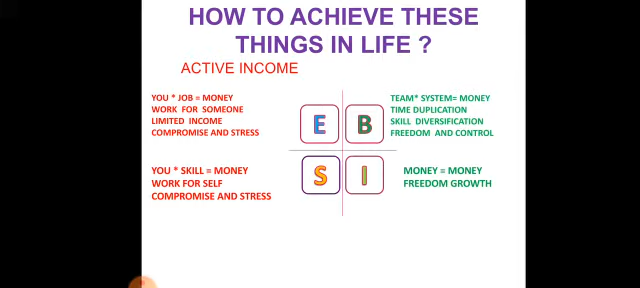 HOW TO ACHIEVE THESE
THINGS IN LIFE ?
ACTIVE INCOME
YOU * JOB = MONEY
WORK FOR SOMEONE
LIMITED INCOME
COMPROMISE AND STRESS
E
B
TEAM* SYSTEM= MONEY
TIME DUPLICATION
SKILL DIVERSIFICATION
FREEDOM AND CONTROL
YOU * SKILL = MONEY
WORK FOR SELF
COMPROMISE AND STRESS
S
I
MONEY = MONEY
FREEDOM GROWTH